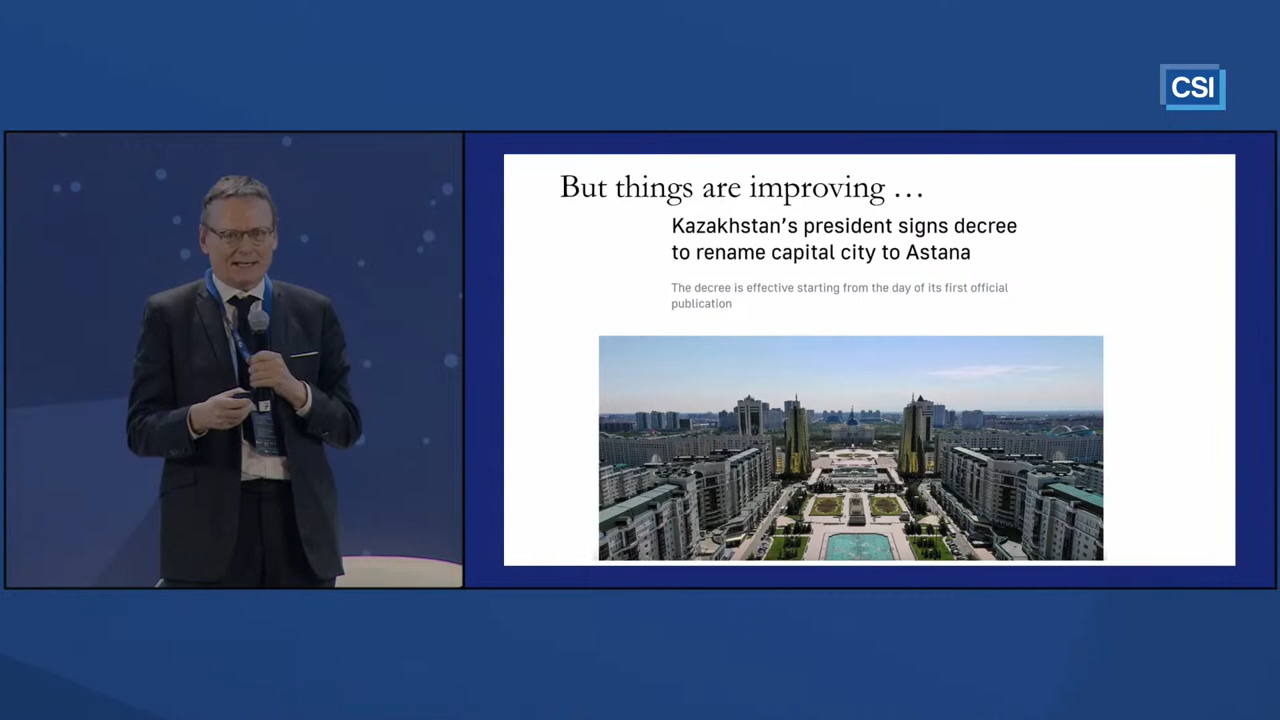 CSI
But things are improving …
Kazakhstan's president signs decree
to rename capital city to Astana
The decree is effective starting from the day of its first official
publication